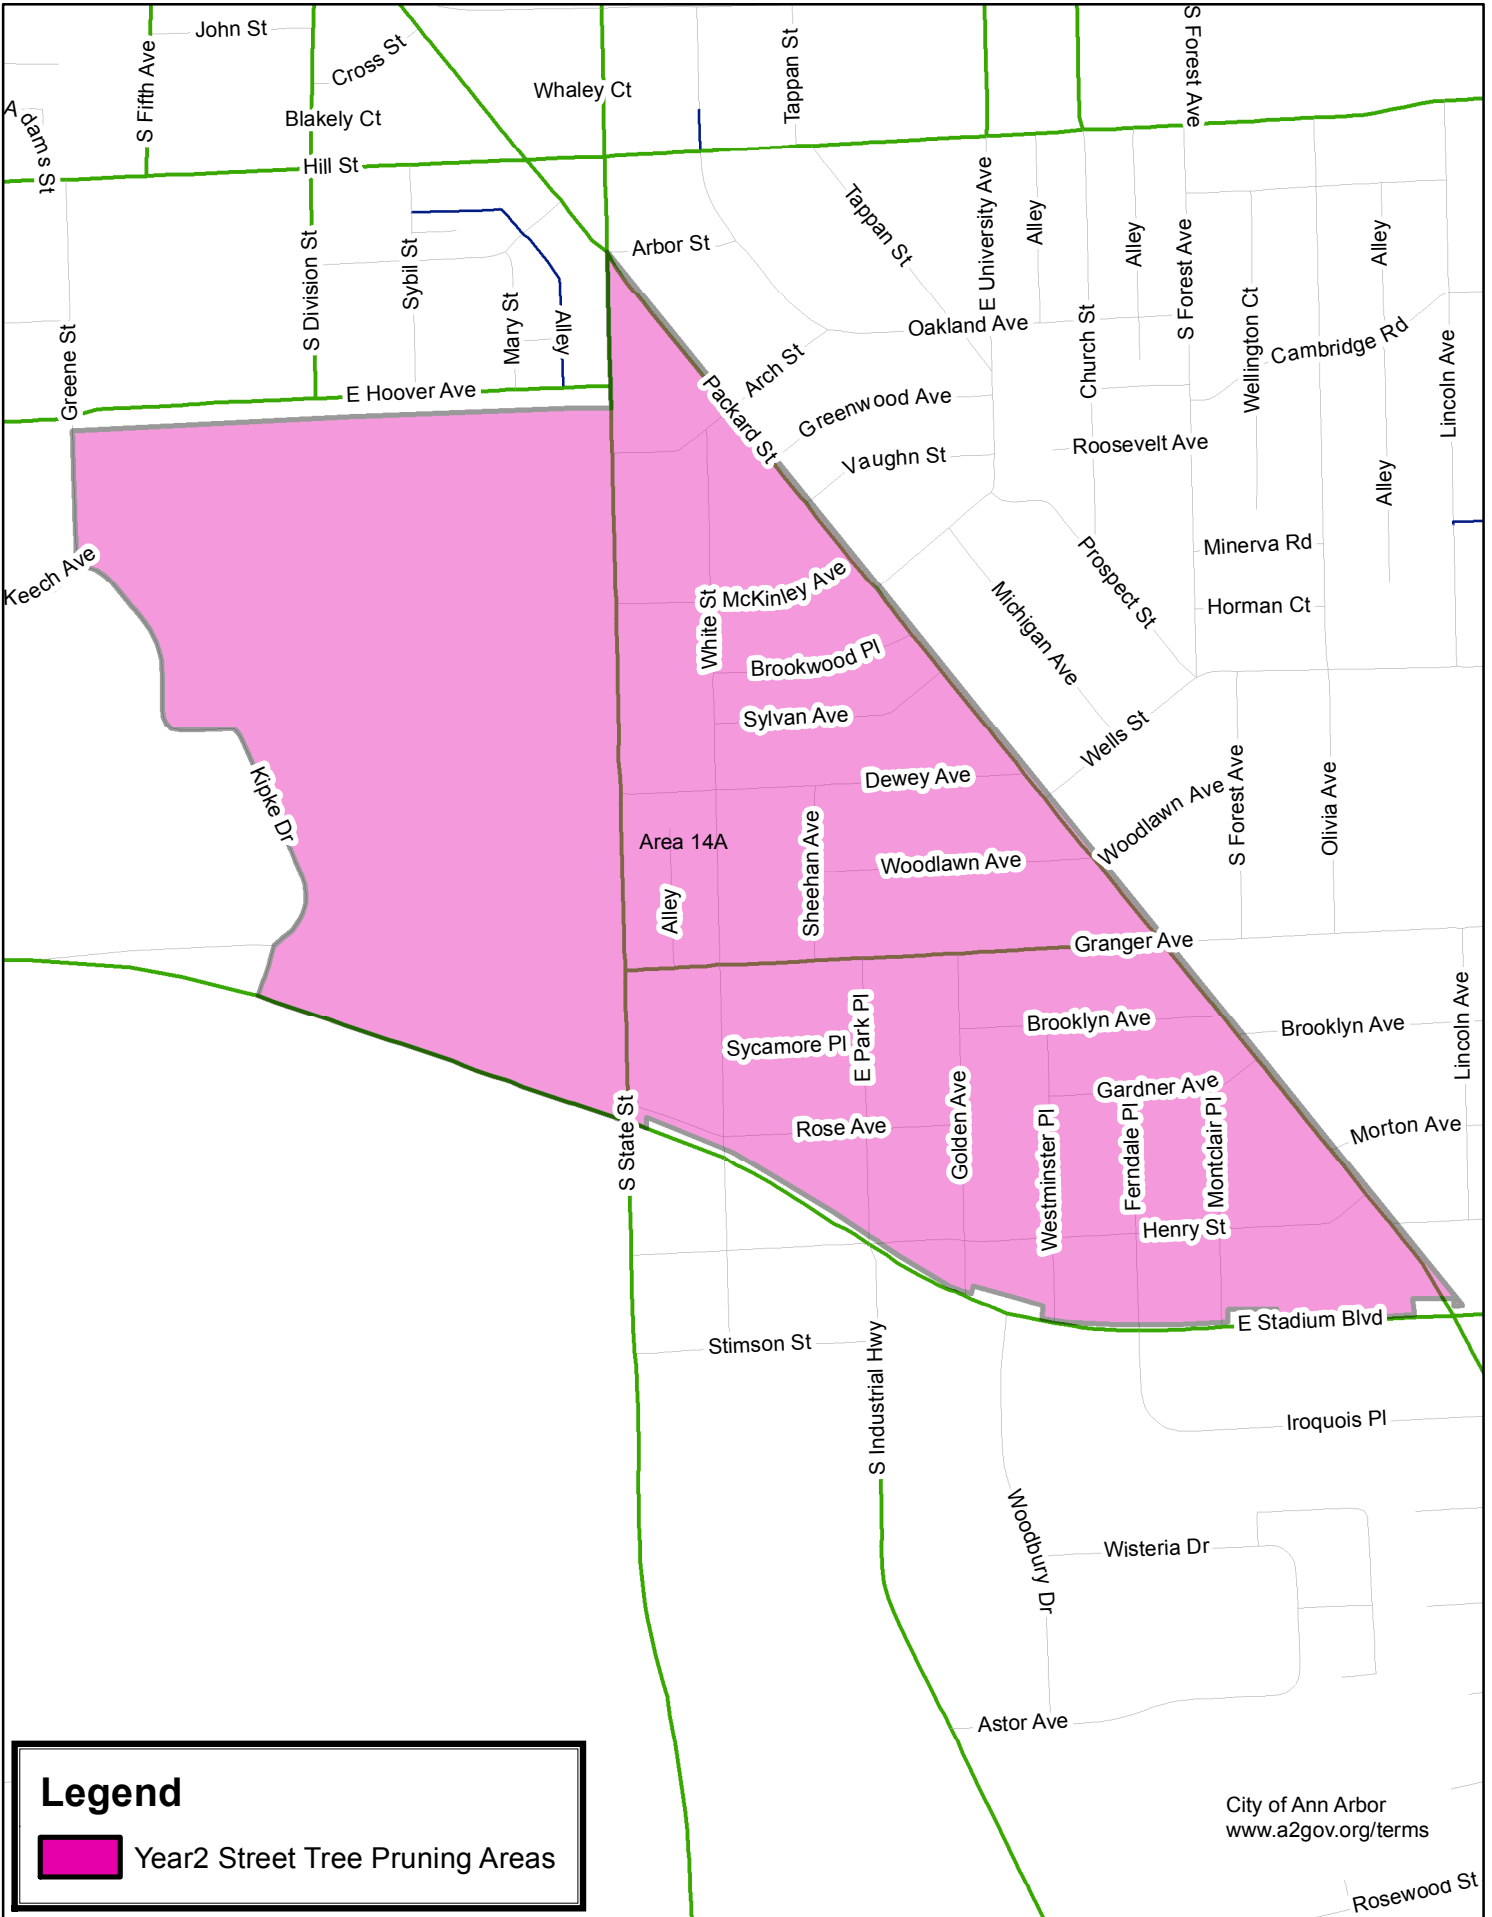 John St
S Fifth Ave
Cross St
Blakely Ct
Whaley Ct
Tappan St
S Forest Ave
Adams St
Hill St
Arbor St
Tappan St
E University Ave
Alley
Alley
Alley
S Division St
Sybil St
Mary St
Alley
Greene St
E Hoover Ave
Oakland Ave
Church St
S Forest Ave
Wellington Ct
Cambridge Rd
Lincoln Ave
Arch St
Packard St
Greenwood Ave
Vaughn St
Roosevelt Ave
Alley
Keech Ave
Minerva Rd
Prospect St
Michigan Ave
Horman Ct
White St
McKinley Ave
Brookwood Pl
Sylvan Ave
Wells St
Kipke Dr
Dewey Ave
Woodlawn Ave
S Forest Ave
Olivia Ave
Area 14A
Sheehan Ave
Woodlawn Ave
Alley
Granger Ave
Lincoln Ave
Sycamore Pl
E Park Pl
Brooklyn Ave
Brooklyn Ave
Gardner Ave
Golden Ave
Westminster Pl
Ferndale Pl
Montclair Pl
Morton Ave
S State St
Rose Ave
Henry St
E Stadium Blvd
Stimson St
S Industrial Hwy
Iroquois Pl
Woodbury Dr
Wisteria Dr
Astor Ave
Legend
Year2 Street Tree Pruning Areas
City of Ann Arbor
www.a2gov.org/terms
Rosewood St